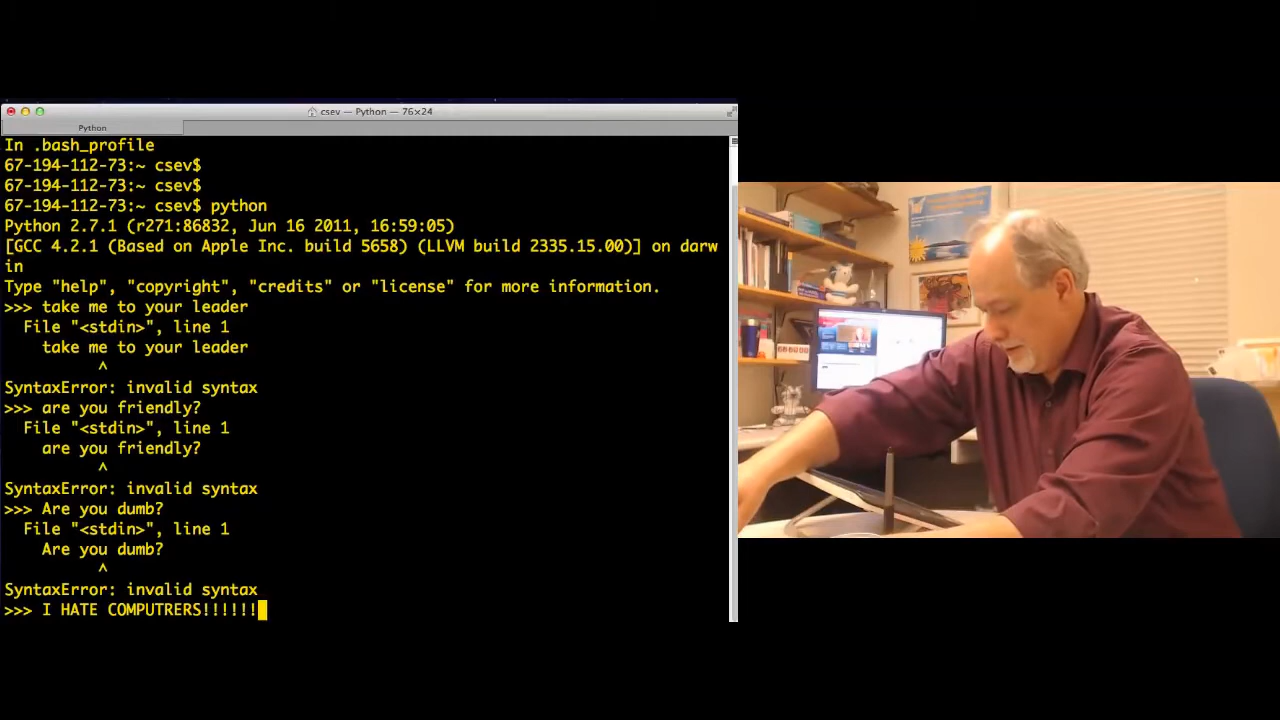 csev — Python — 76×24
Python
In .bash_profile
67-194-112-73:~ csev$
67-194-112-73:~ csev$
67-194-112-73:~ csev$ python
Python 2.7.1 (r271:86832, Jun 16 2011, 16:59:05)
[GCC 4.2.1 (Based on Apple Inc. build 5658) (LLVM build 2335.15.00)] on darw
in
Type "help", "copyright", "credits" or "license" for more information.
>>> take me to your leader
File "<stdin>", line 1
take me to your leader
^
SyntaxError: invalid syntax
>>> are you friendly?
File "<stdin>", line 1
are you friendly?
^
SyntaxError: invalid syntax
>>> Are you dumb?
File "<stdin>", line 1
Are you dumb?
^
SyntaxError: invalid syntax
>>> I HATE COMPUTRERS!!!!!!